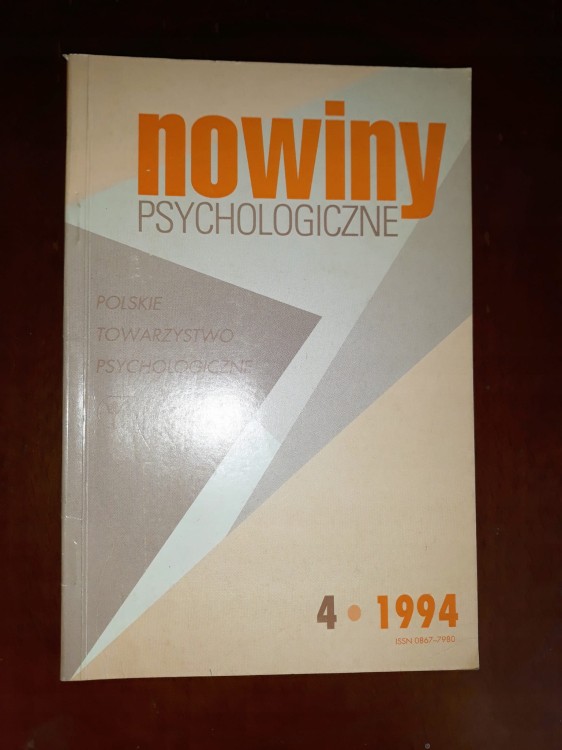 nowiny
PSYCHOLOGICZNE
POLSKIE
TOWARZYSTWO
PSYCHOLOGICZNE
4 • 1994
ISSN 0867-7980